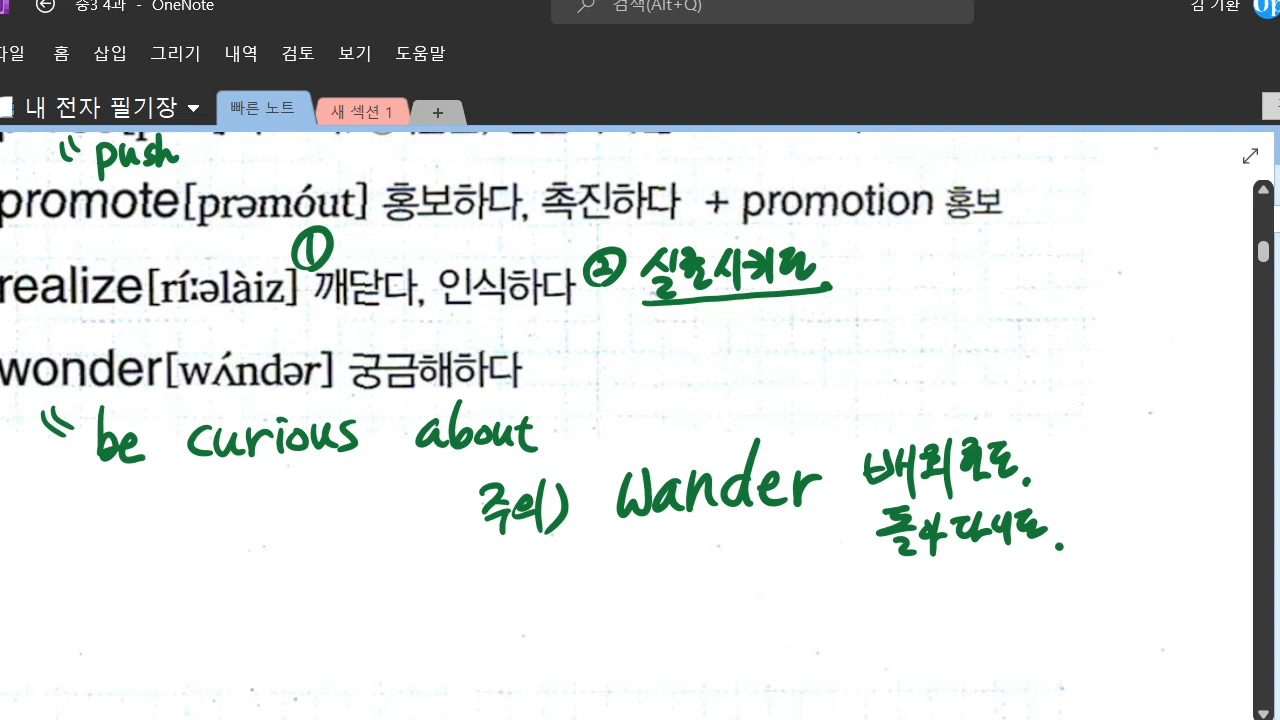 중3 4과 - OneNote
검색(Alt+Q)
김 기환
파일 홈 삽입 그리기 내역 검토 보기 도움말
내 전자 필기장
빠른 노트
새 섹션 1
+
push
promote[prəmóut] 홍보하다, 촉진하다 + promotion 홍보
realize[ríːəlàiz] ① 깨닫다, 인식하다 ② 실현시키다
wonder[wʌ́ndər] 궁금해하다
be curious about
주의) wander 배회하다.
돌아다니다.